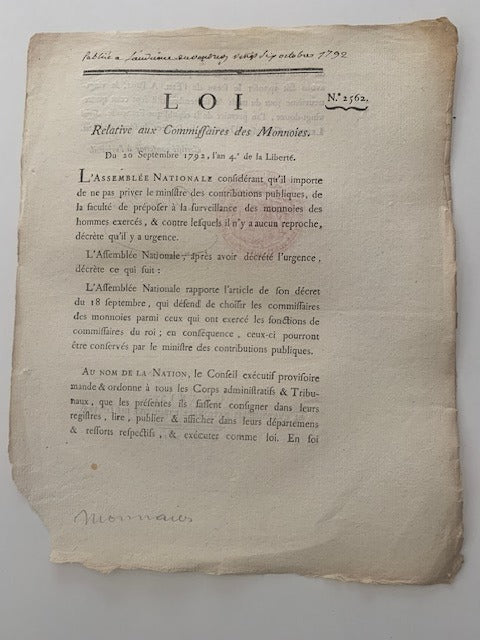 Publiée a l'audience du vendredy vingt six octobre 1792
LOI
N.° 2562.
Relative aux Commissaires des Monnoies.
Du 20 Septembre 1792, l'an 4.e de la Liberté.
L'ASSEMBLÉE NATIONALE considérant qu'il importe
de ne pas priver le ministre des contributions publiques, de
la faculté de préposer à la surveillance des monnoies des
hommes exercés, & contre lesquels il n'y a aucun reproche,
décrète qu'il y a urgence.
L'Assemblée Nationale, après avoir décrété l'urgence,
décrète ce qui suit :
L'Assemblée Nationale rapporte l'article de son décret
du 18 septembre, qui défend de choisir les commissaires
des monnoies parmi ceux qui ont exercé les fonctions de
commissaires du roi ; en conséquence, ceux-ci pourront
être conservés par le ministre des contributions publiques.
AU NOM DE LA NATION, le Conseil exécutif provisoire
mande & ordonne à tous les Corps administratifs & Tribu-
naux, que les présentes ils fassent consigner dans leurs
registres, lire, publier & afficher dans leurs départemens
& ressorts respectifs, & exécuter comme loi. En foi
Monnaies